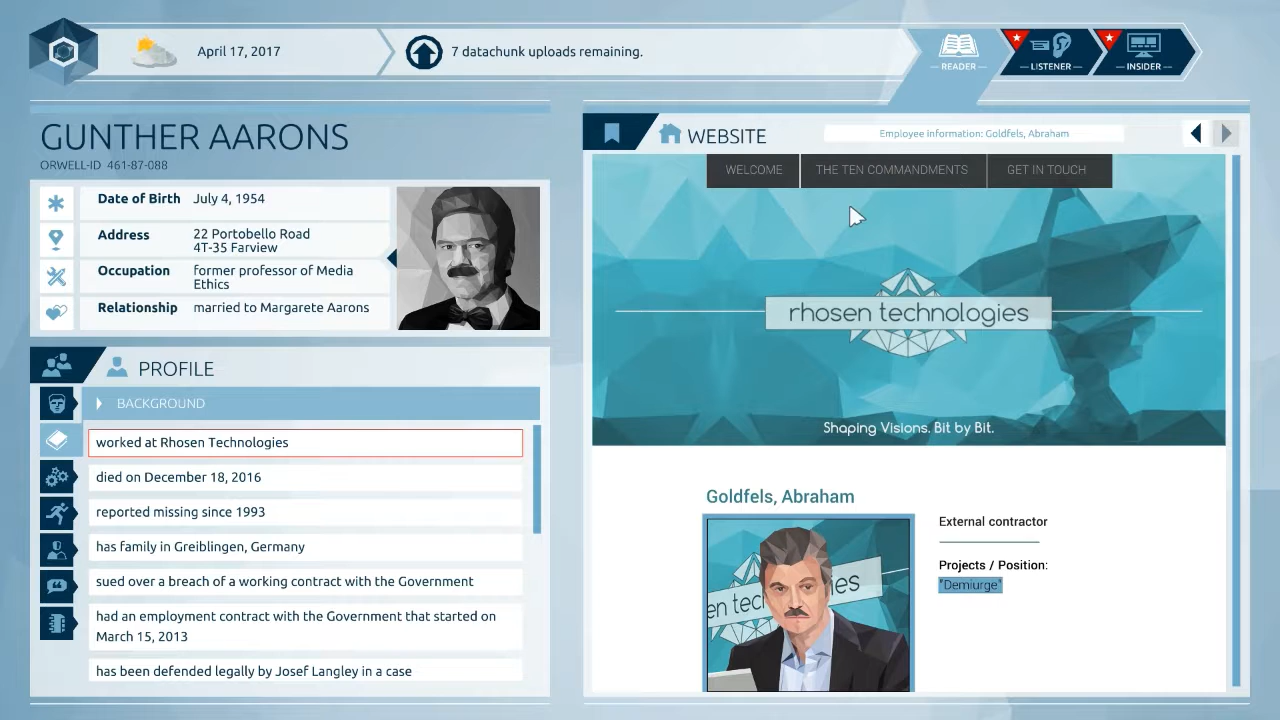 April 17, 2017
7 datachunk uploads remaining.
— READER —
— LISTENER —
— INSIDER —
GUNTHER AARONS
ORWELL-ID 461-87-088
Date of Birth July 4, 1954
Address 22 Portobello Road
4T-35 Farview
Occupation former professor of Media
Ethics
Relationship married to Margarete Aarons
PROFILE
BACKGROUND
worked at Rhosen Technologies
died on December 18, 2016
reported missing since 1993
has family in Greiblingen, Germany
sued over a breach of a working contract with the Government
had an employment contract with the Government that started on
March 15, 2013
has been defended legally by Josef Langley in a case
WEBSITE
Employee information: Goldfels, Abraham
WELCOME
THE TEN COMMANDMENTS
GET IN TOUCH
rhosen technologies
Shaping Visions. Bit by Bit.
Goldfels, Abraham
en tec ies
External contractor
Projects / Position:
"Demiurge"